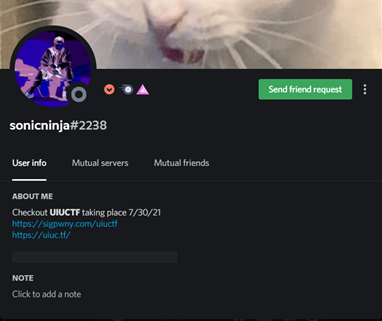 Send friend request
sonicninja#2238
User info Mutual servers Mutual friends
ABOUT ME
Checkout UIUCTF taking place 7/30/21
https://sigpwny.com/uiuctf
https://uiuc.tf/
NOTE
Click to add a note